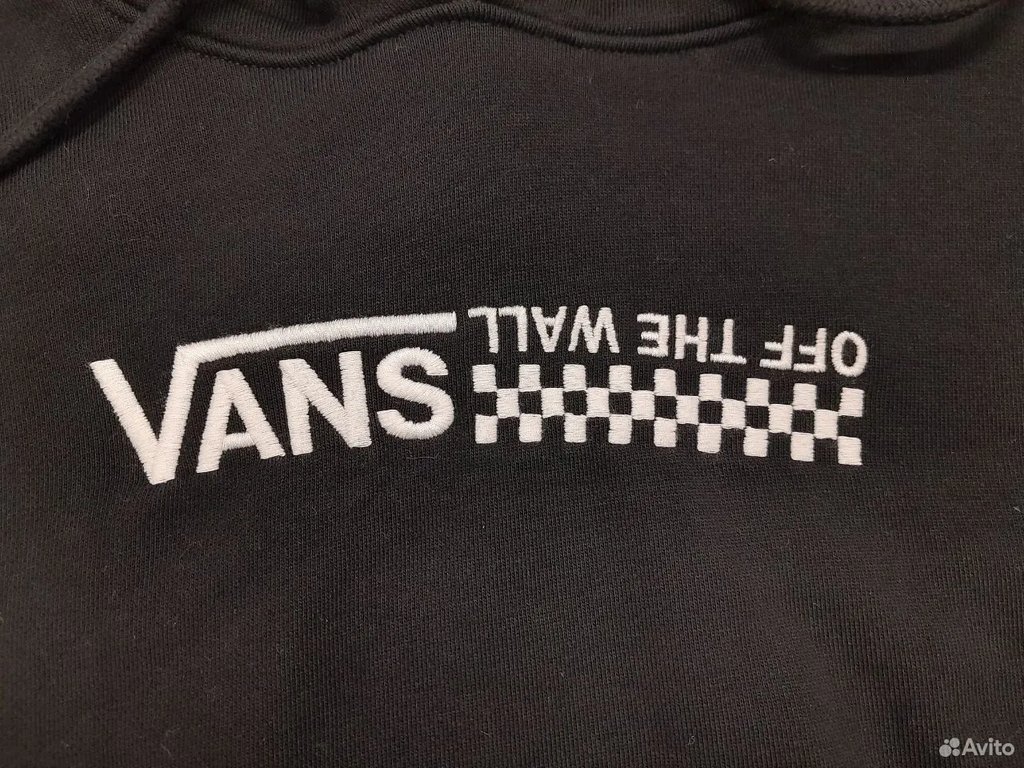 VANS
OFF THE WALL
Avito